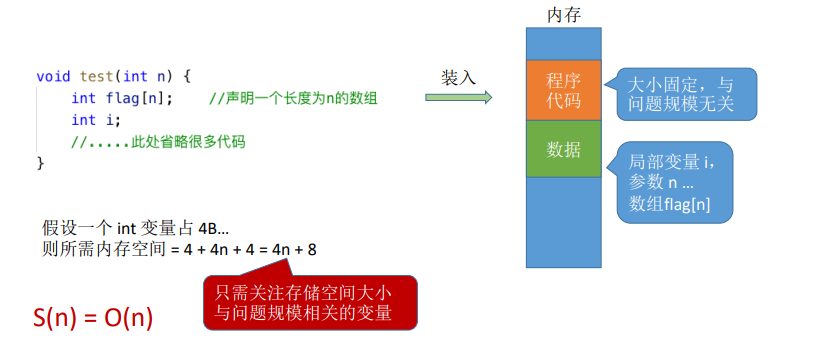 void test(int n) {
int flag[n]; //声明一个长度为n的数组
int i;
//.....此处省略很多代码
}
装入
内存
程序
代码
数据
大小固定，与
问题规模无关
局部变量 i，
参数 n ...
数组flag[n]
假设一个 int 变量占 4B...
则所需内存空间 = 4 + 4n + 4 = 4n + 8
只需关注存储空间大小
与问题规模相关的变量
S(n) = O(n)